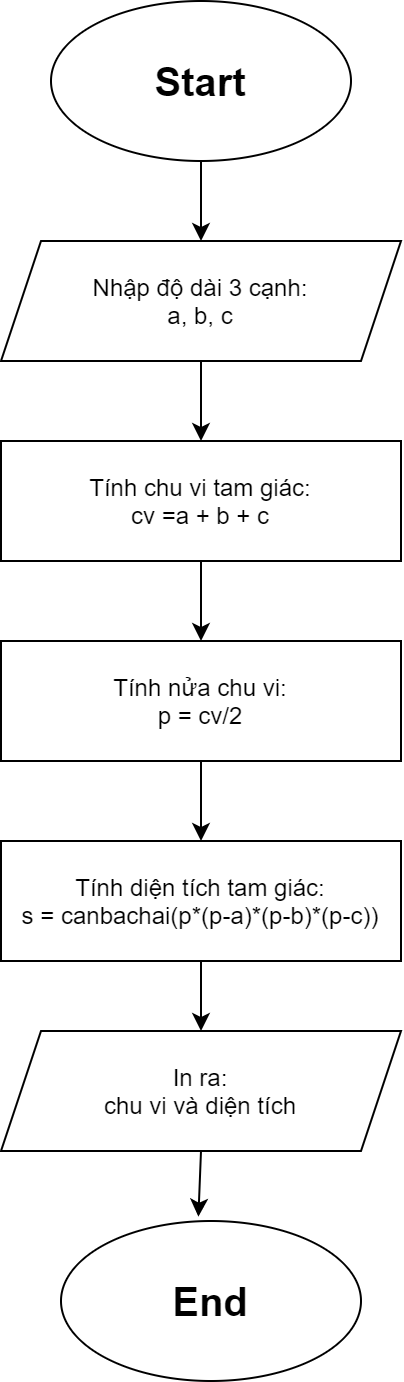 Start
Nhập độ dài 3 cạnh:
a, b, c
Tính chu vi tam giác:
cv =a + b + c
Tính nửa chu vi:
p = cv/2
Tính diện tích tam giác:
s = canbachai(p*(p-a)*(p-b)*(p-c))
In ra:
chu vi và diện tích
End